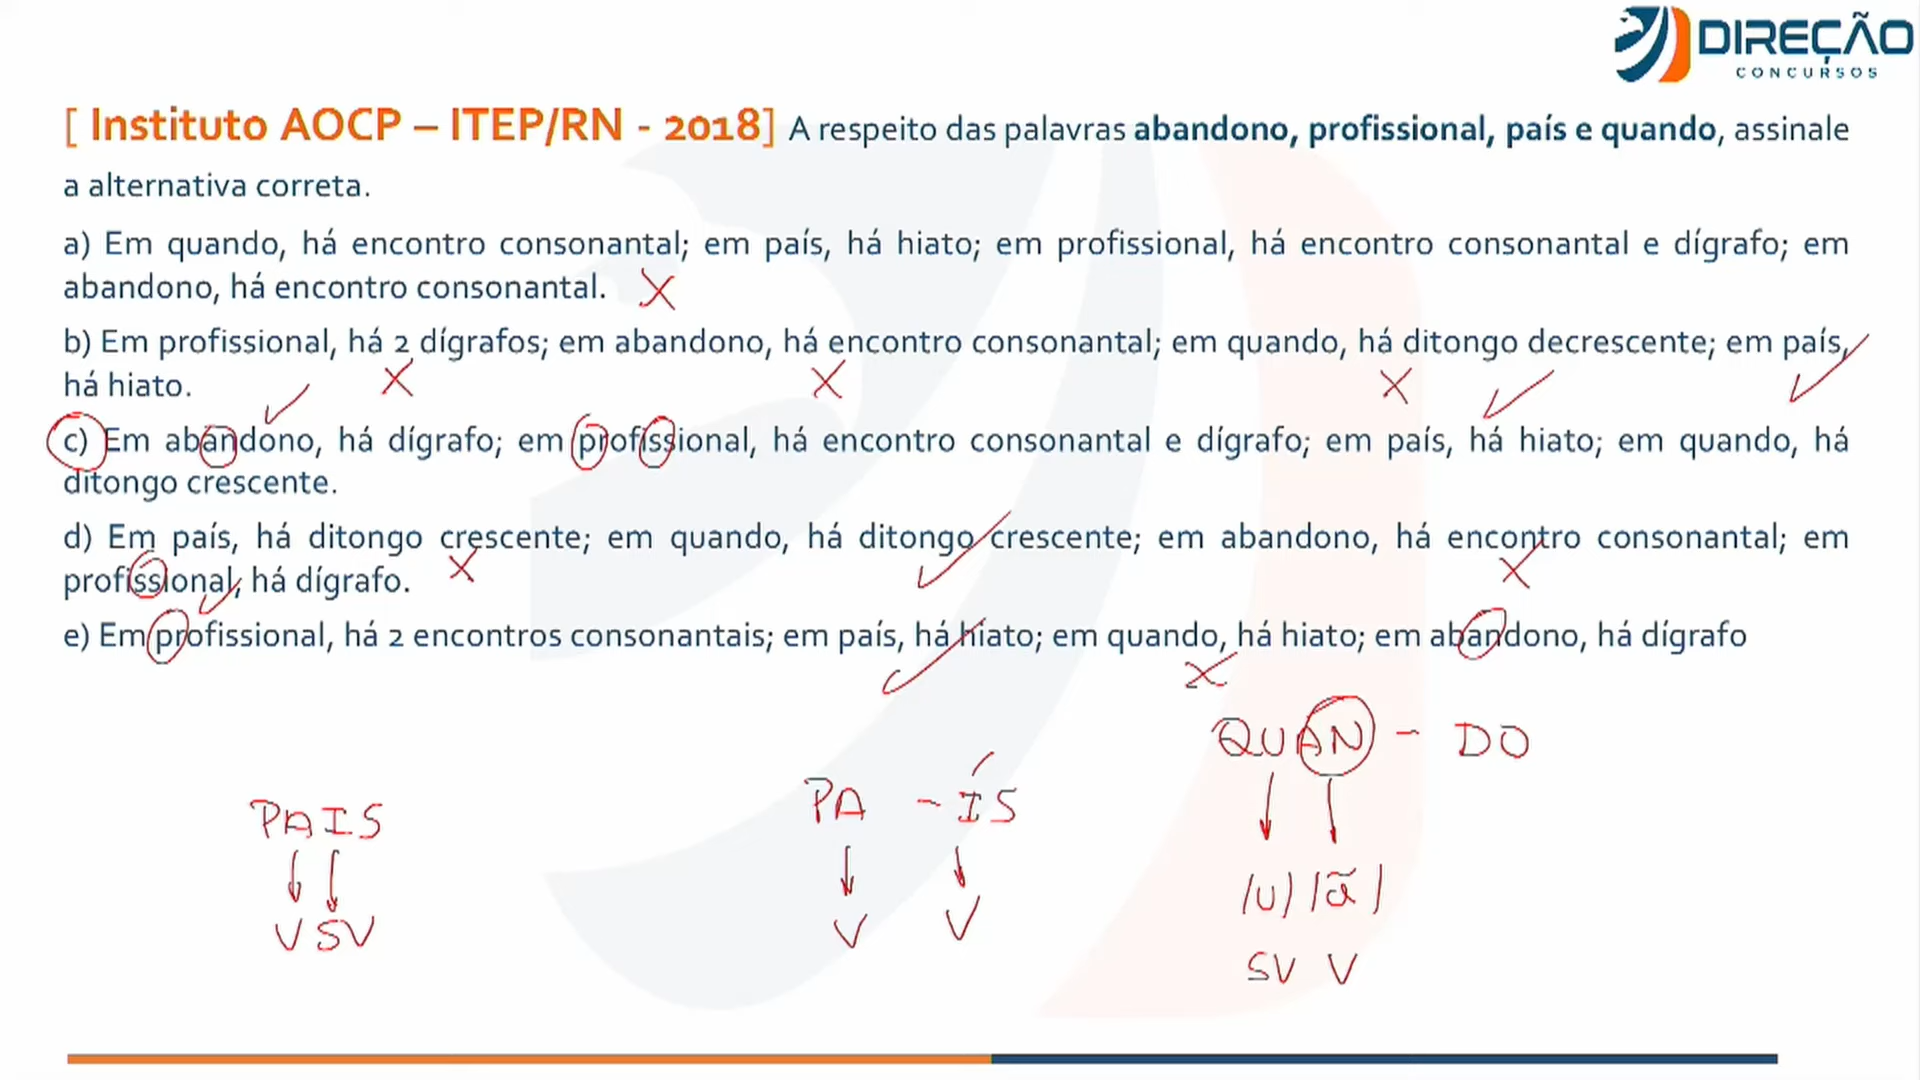 DIREÇÃO
CONCURSOS
[ Instituto AOCP – ITEP/RN - 2018] A respeito das palavras abandono, profissional, país e quando, assinale
a alternativa correta.
a) Em quando, há encontro consonantal; em país, há hiato; em profissional, há encontro consonantal e dígrafo; em
abandono, há encontro consonantal. X
b) Em profissional, há 2 dígrafos; em abandono, há encontro consonantal; em quando, há ditongo decrescente; em país,
há hiato. X X X
c) Em abandono, há dígrafo; em profissional, há encontro consonantal e dígrafo; em país, há hiato; em quando, há
ditongo crescente.
d) Em país, há ditongo crescente; em quando, há ditongo crescente; em abandono, há encontro consonantal; em
profissional, há dígrafo. X X
e) Em profissional, há 2 encontros consonantais; em país, há hiato; em quando, há hiato; em abandono, há dígrafo
X
QUAN - DO
PAIS PA - ÍS
/U/ /ã/
V SV V V
SV V